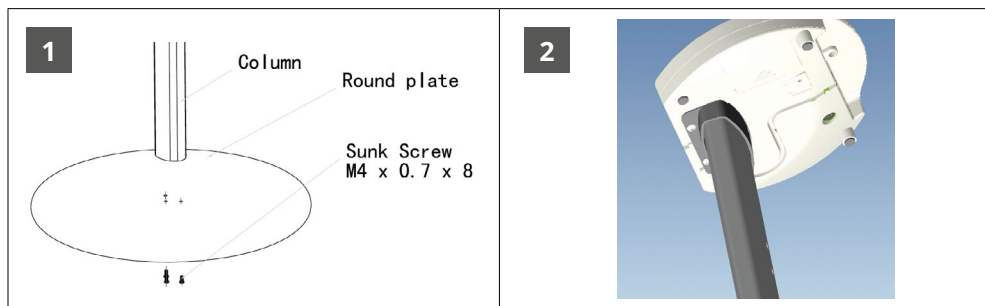 1
Column
Round plate
Sunk Screw
M4 x 0.7 x 8
2